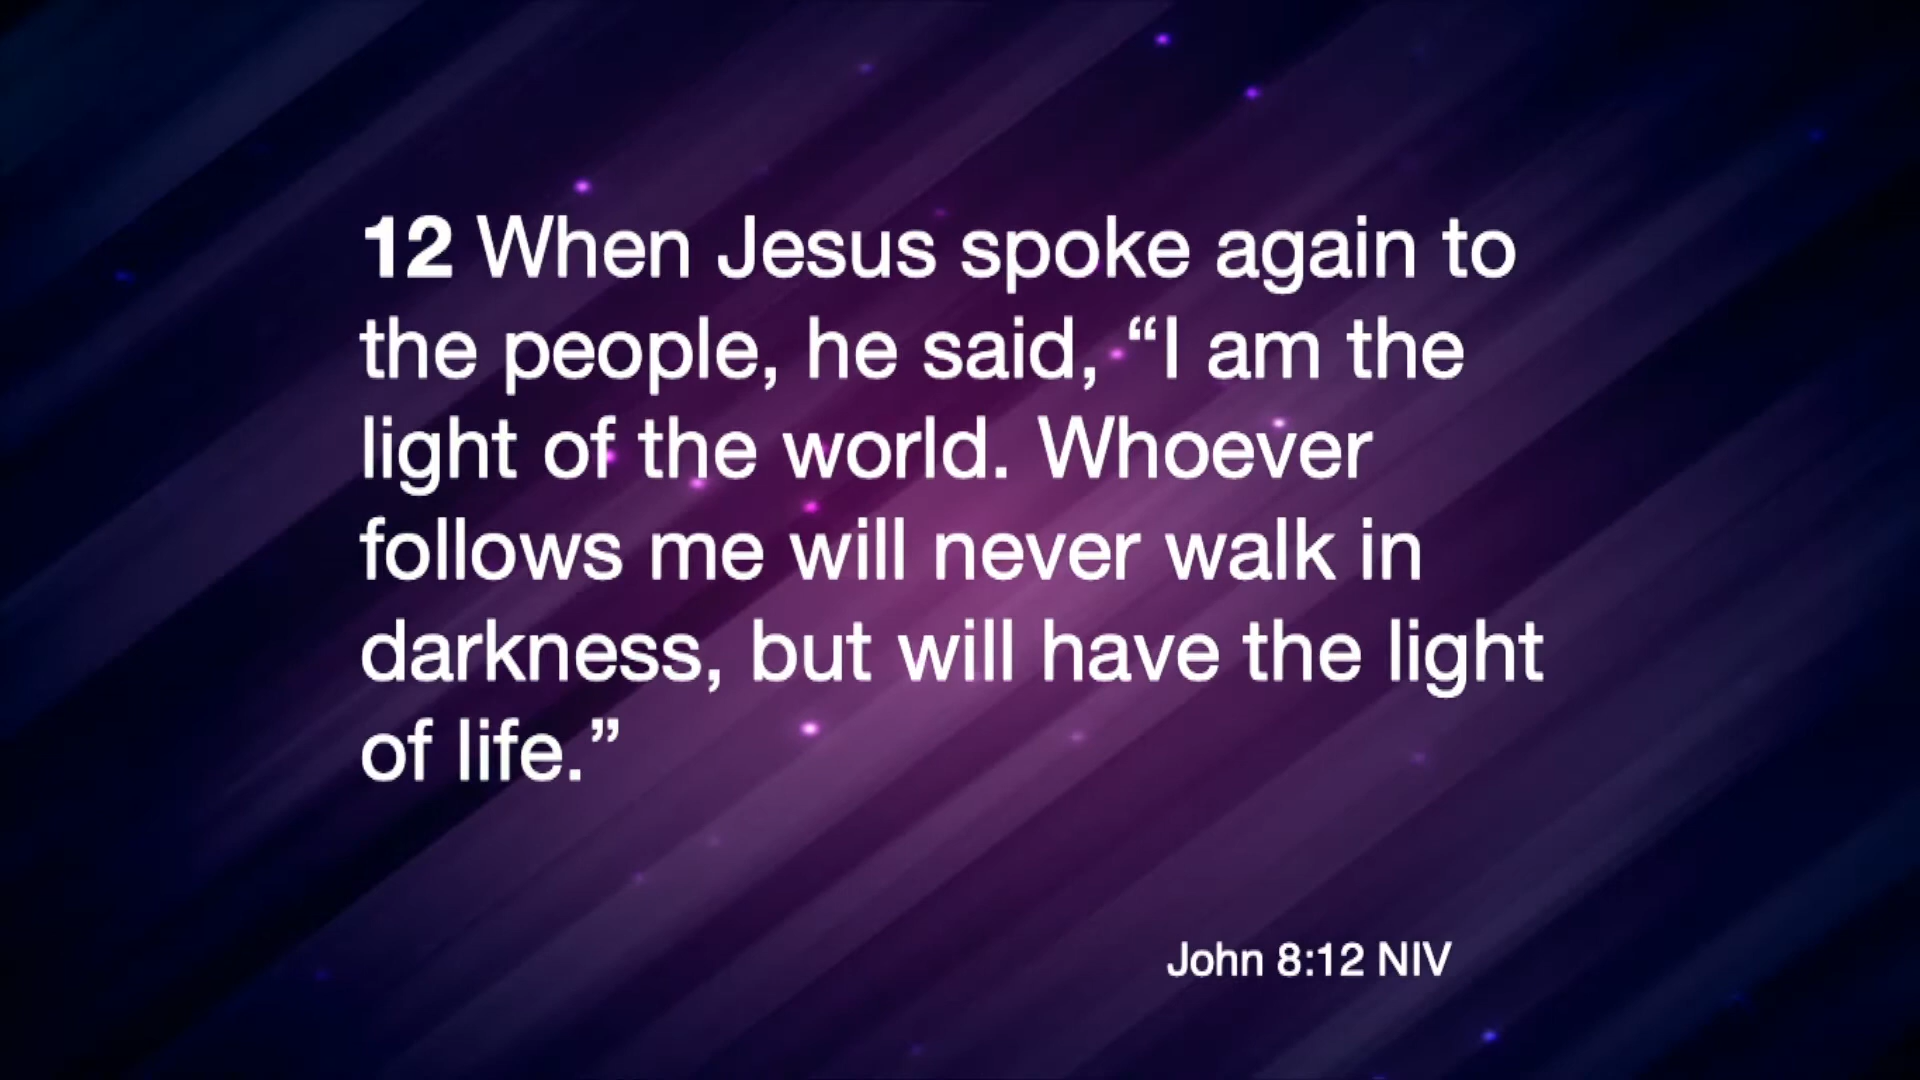 12 When Jesus spoke again to
the people, he said, “I am the
light of the world. Whoever
follows me will never walk in
darkness, but will have the light
of life.”
John 8:12 NIV